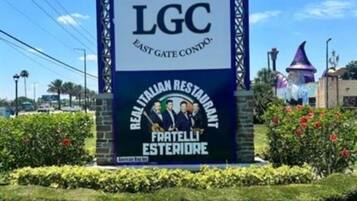 LGC
EAST GATE CONDO.
REAL ITALIAN RESTAURANT
FRATELLI
ESTERIORE